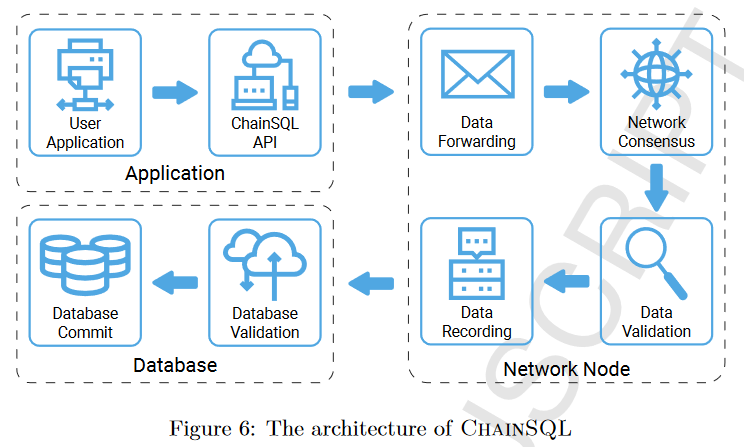 User
Application
ChainSQL
API
Application
Data
Forwarding
Network
Consensus
Data
Validation
Data
Recording
Network Node
Database
Validation
Database
Commit
Database
Figure 6: The architecture of CHAINSQL